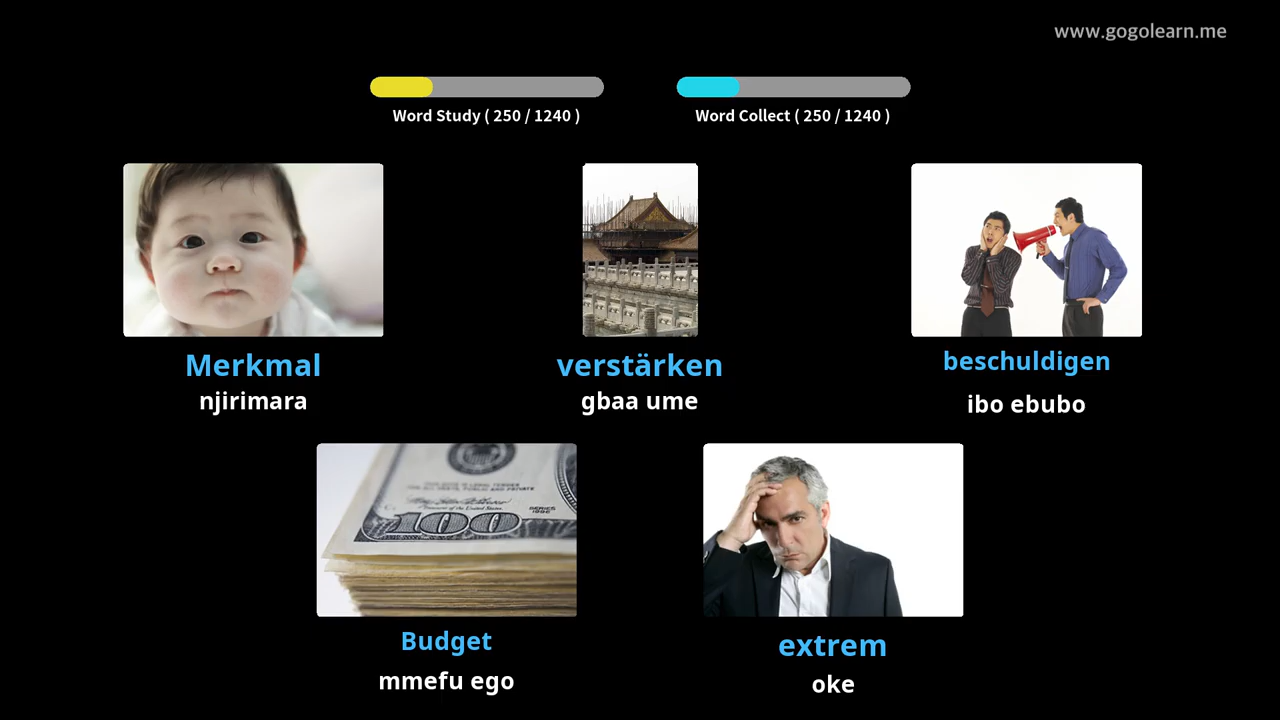 www.gogolearn.me
Word Study ( 250 / 1240 )
Word Collect ( 250 / 1240 )
Merkmal
njirimara
verstärken
gbaa ume
beschuldigen
ibo ebubo
100
Budget
mmefu ego
extrem
oke